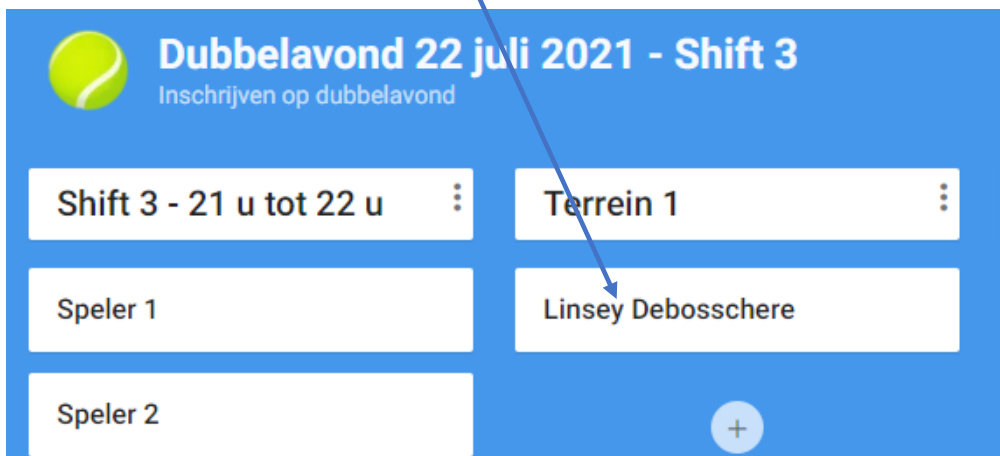 Dubbelavond 22 juli 2021 - Shift 3
Inschrijven op dubbelavond
Shift 3 - 21 u tot 22 u
Terrein 1
Speler 1
Linsey Debosschere
Speler 2
+